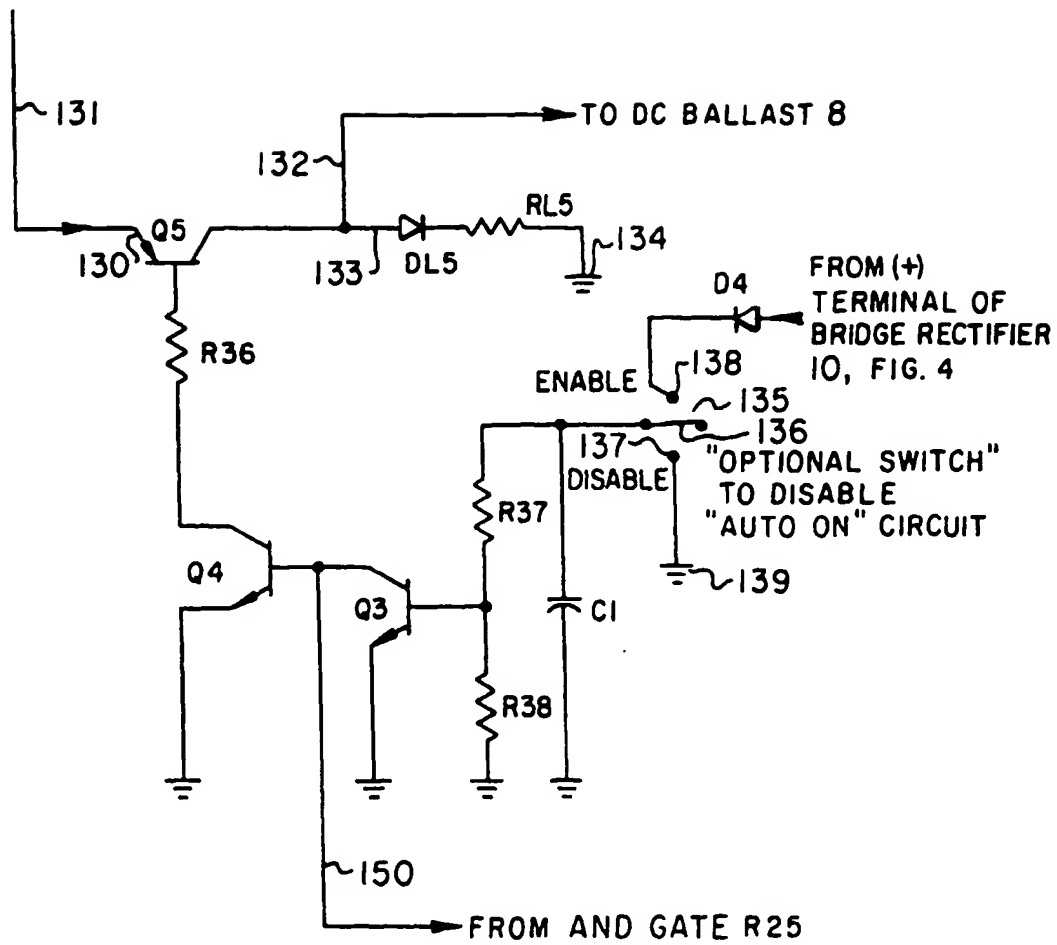 131
TO DC BALLAST 8
132
Q5
RL5
130
133
DL5
134
D4
FROM (+)
TERMINAL OF
BRIDGE RECTIFIER
10, FIG. 4
R36
138
ENABLE
135
136
137
DISABLE
"OPTIONAL SWITCH"
TO DISABLE
"AUTO ON" CIRCUIT
R37
139
Q4
Q3
C1
R38
150
FROM AND GATE R25